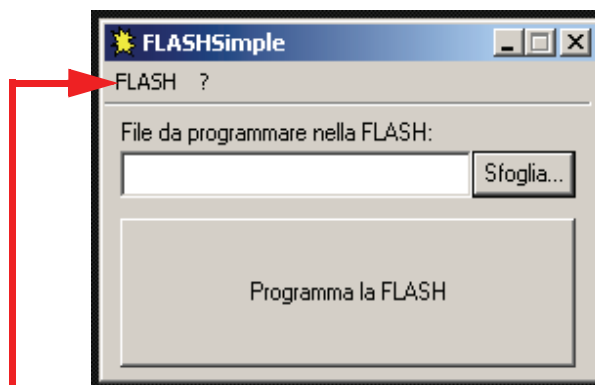 FLASHSimple
FLASH ?
File da programmare nella FLASH:
Sfoglia...
Programma la FLASH